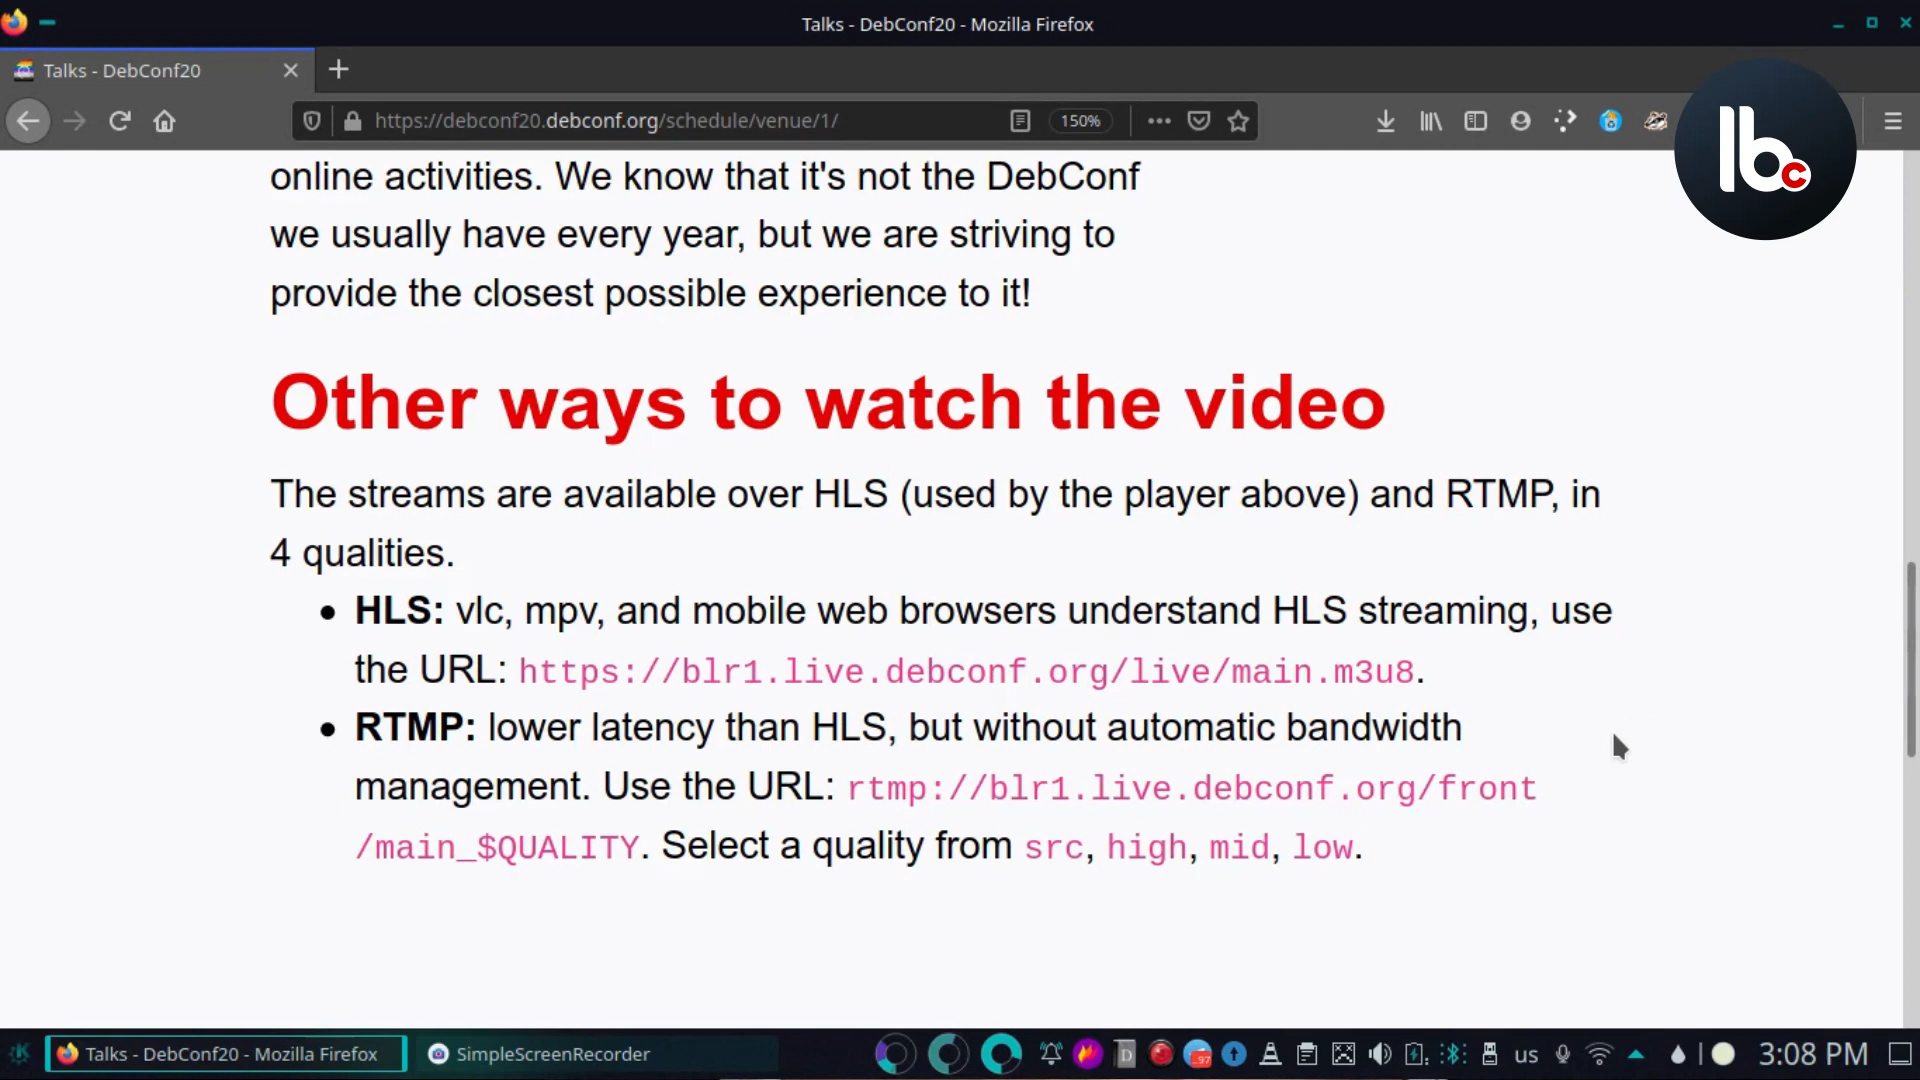 Talks - DebConf20 - Mozilla Firefox
Talks - DebConf20
https://debconf20.debconf.org/schedule/venue/1/
150%
lbc
online activities. We know that it's not the DebConf
we usually have every year, but we are striving to
provide the closest possible experience to it!
Other ways to watch the video
The streams are available over HLS (used by the player above) and RTMP, in
4 qualities.
HLS: vlc, mpv, and mobile web browsers understand HLS streaming, use
the URL: https://blr1.live.debconf.org/live/main.m3u8.
RTMP: lower latency than HLS, but without automatic bandwidth
management. Use the URL: rtmp://blr1.live.debconf.org/front
/main_$QUALITY. Select a quality from src, high, mid, low.
Talks - DebConf20 - Mozilla Firefox
SimpleScreenRecorder
D
97
us
3:08 PM